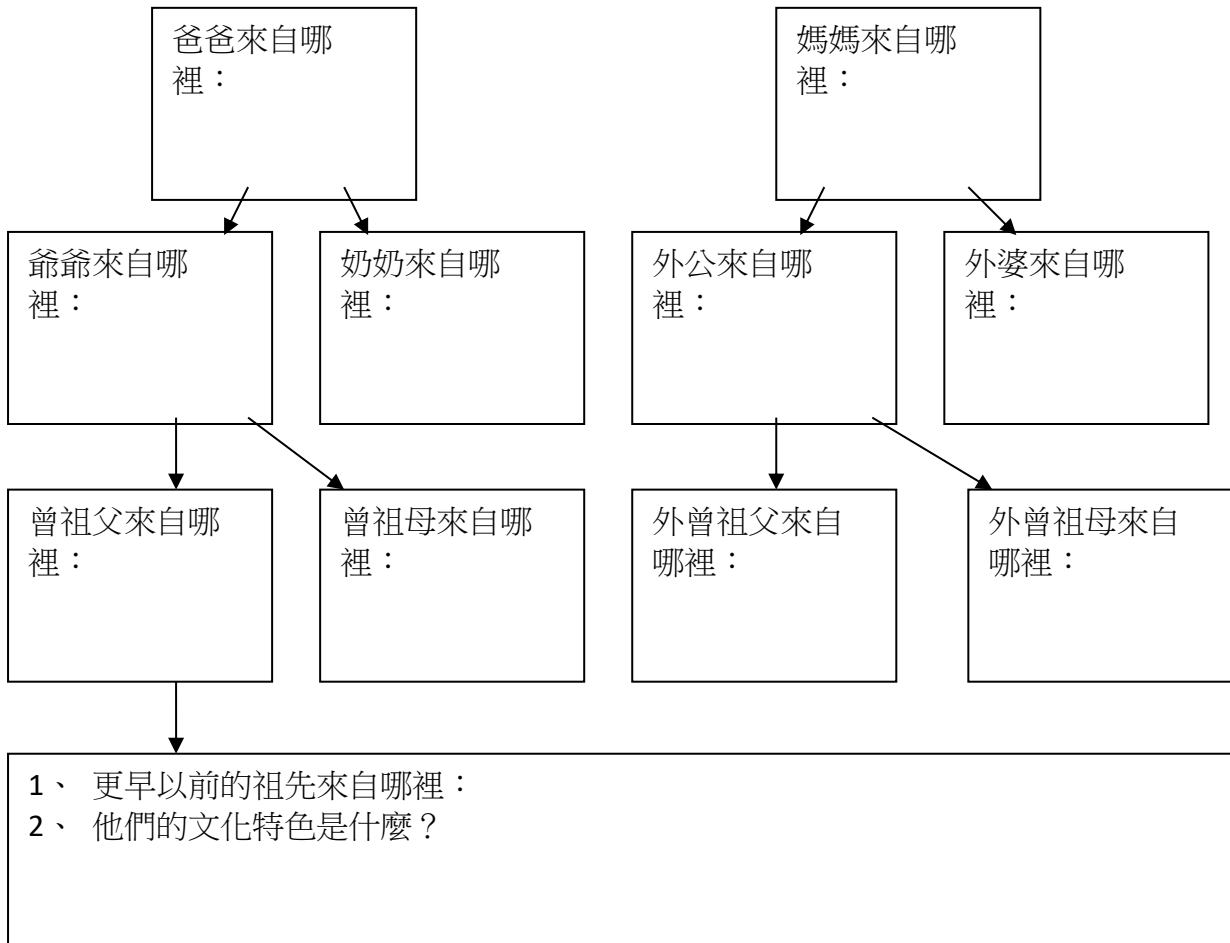 爸爸來自哪
裡：
媽媽來自哪
裡：
爺爺來自哪
裡：
奶奶來自哪
裡：
外公來自哪
裡：
外婆來自哪
裡：
曾祖父來自哪
裡：
曾祖母來自哪
裡：
外曾祖父來自
哪裡：
外曾祖母來自
哪裡：
1、 更早以前的祖先來自哪裡：
2、 他們的文化特色是什麼？